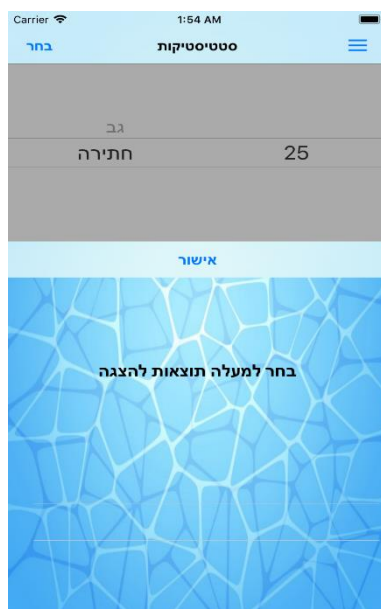 Carrier 1:54 AM
סטטיסטיקות בחר
גב
25 חתירה
אישור
בחר למעלה תוצאות להצגה